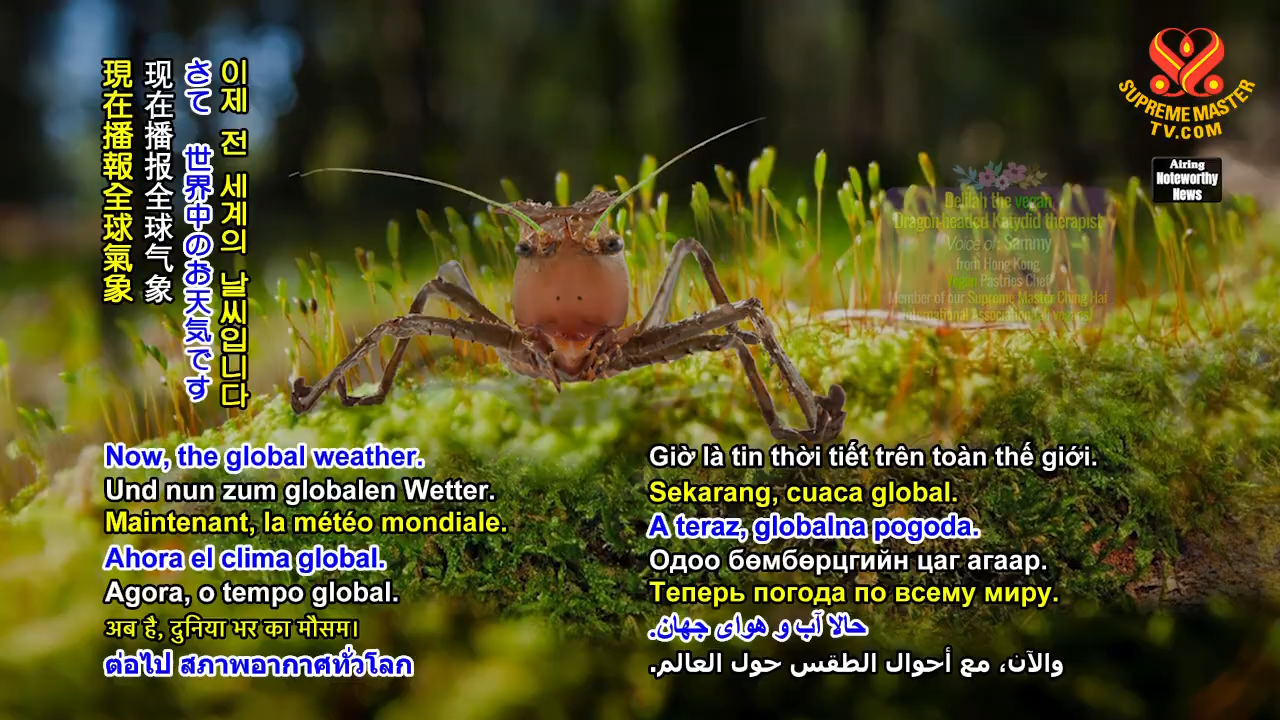 現在播報全球氣象
现在播报全球气象
さて 世界中のお天気です
이제 전 세계의 날씨입니다
SUPREME MASTER
TV.COM
Airing
Noteworthy
News
Delilah the vegan
Dragon-headed Katydid therapist
Voice of: Sammy
from Hong Kong
Vegan Pastries Chef
Member of our Supreme Master Ching Hai
International Association
Now, the global weather.
Und nun zum globalen Wetter.
Maintenant, la météo mondiale.
Ahora el clima global.
Agora, o tempo global.
अब है, दुनिया भर का मौसम।
ต่อไป สภาพอากาศทั่วโลก
Giờ là tin thời tiết trên toàn thế giới.
Sekarang, cuaca global.
A teraz, globalna pogoda.
Одоо бөмбөрцгийн цаг агаар.
Теперь погода по всему миру.
حالا آب و هوای جهان.
والآن، مع أحوال الطقس حول العالم.